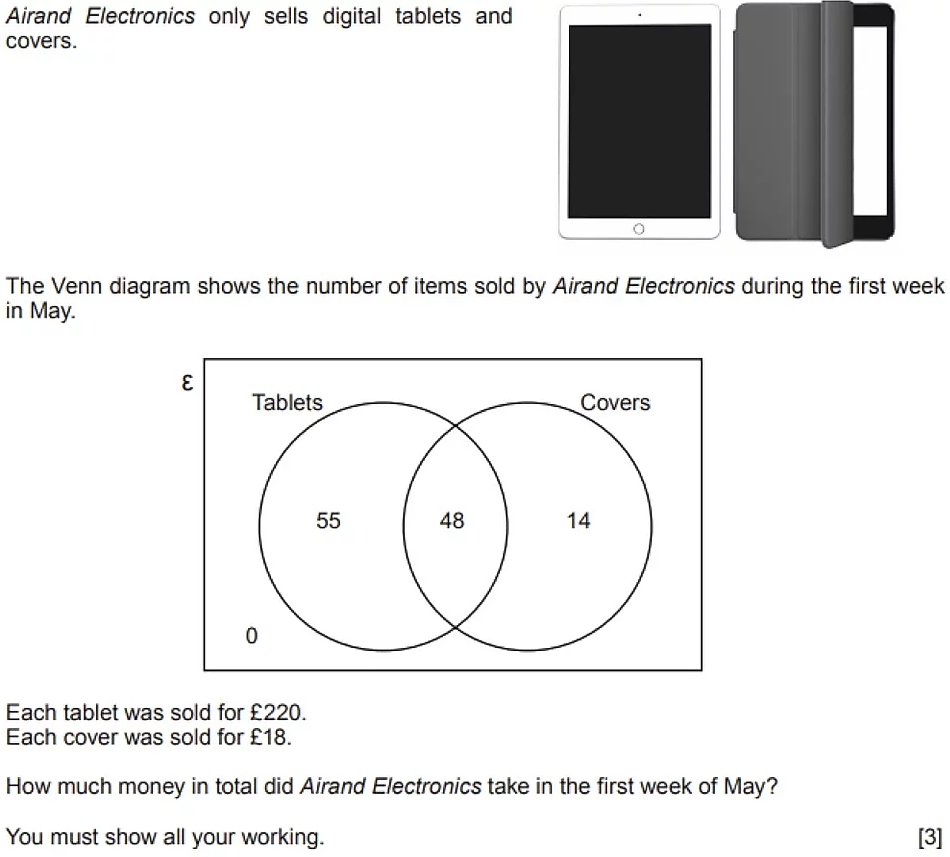 Airand Electronics only sells digital tablets and
covers.
The Venn diagram shows the number of items sold by Airand Electronics during the first week
in May.
ε
Tablets Covers
55 48 14
0
Each tablet was sold for £220.
Each cover was sold for £18.
How much money in total did Airand Electronics take in the first week of May?
You must show all your working. [3]